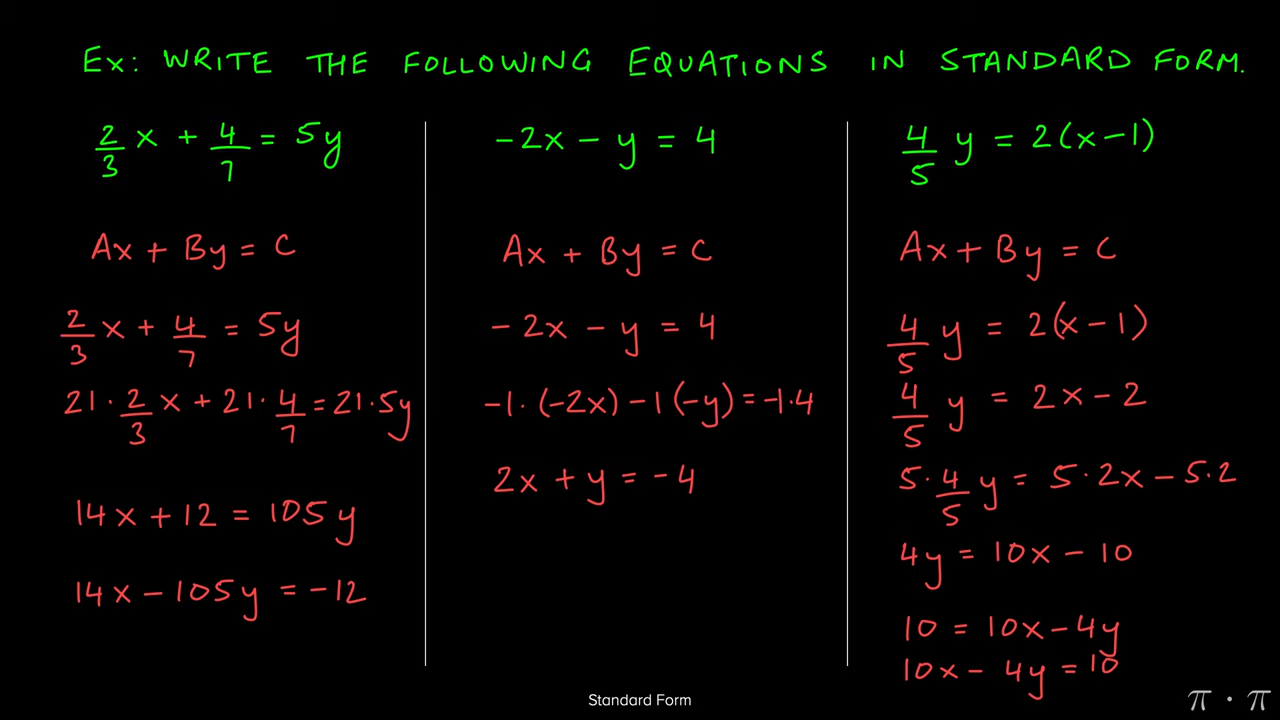 Ex: WRITE THE FOLLOWING EQUATIONS IN STANDARD FORM.
2/3 x + 4/7 = 5y
Ax + By = C
2/3 x + 4/7 = 5y
21 · 2/3 x + 21 · 4/7 = 21 · 5y
14x + 12 = 105y
14x − 105y = −12
−2x − y = 4
Ax + By = C
−2x − y = 4
−1 · (−2x) − 1 (−y) = −1 · 4
2x + y = −4
4/5 y = 2(x − 1)
Ax + By = C
4/5 y = 2(x − 1)
4/5 y = 2x − 2
5 · 4/5 y = 5 · 2x − 5 · 2
4y = 10x − 10
10 = 10x − 4y
10x − 4y = 10
Standard Form
π · π